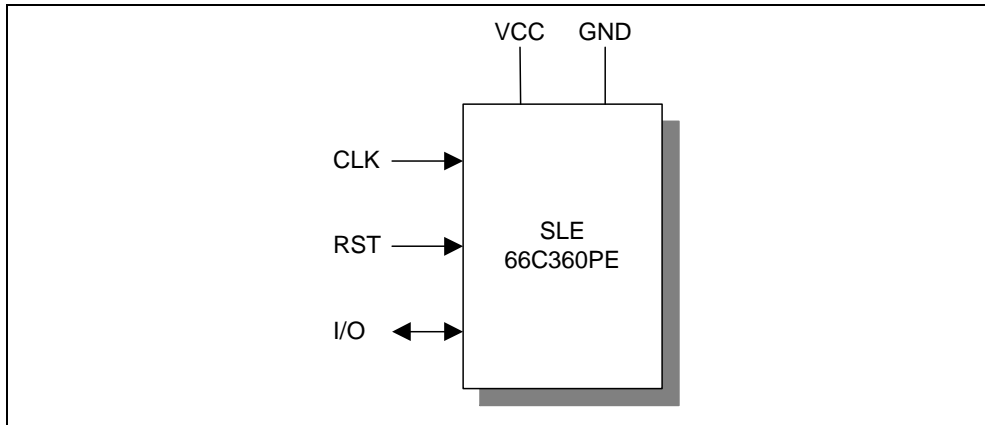 VCC GND
CLK
RST
SLE
66C360PE
I/O